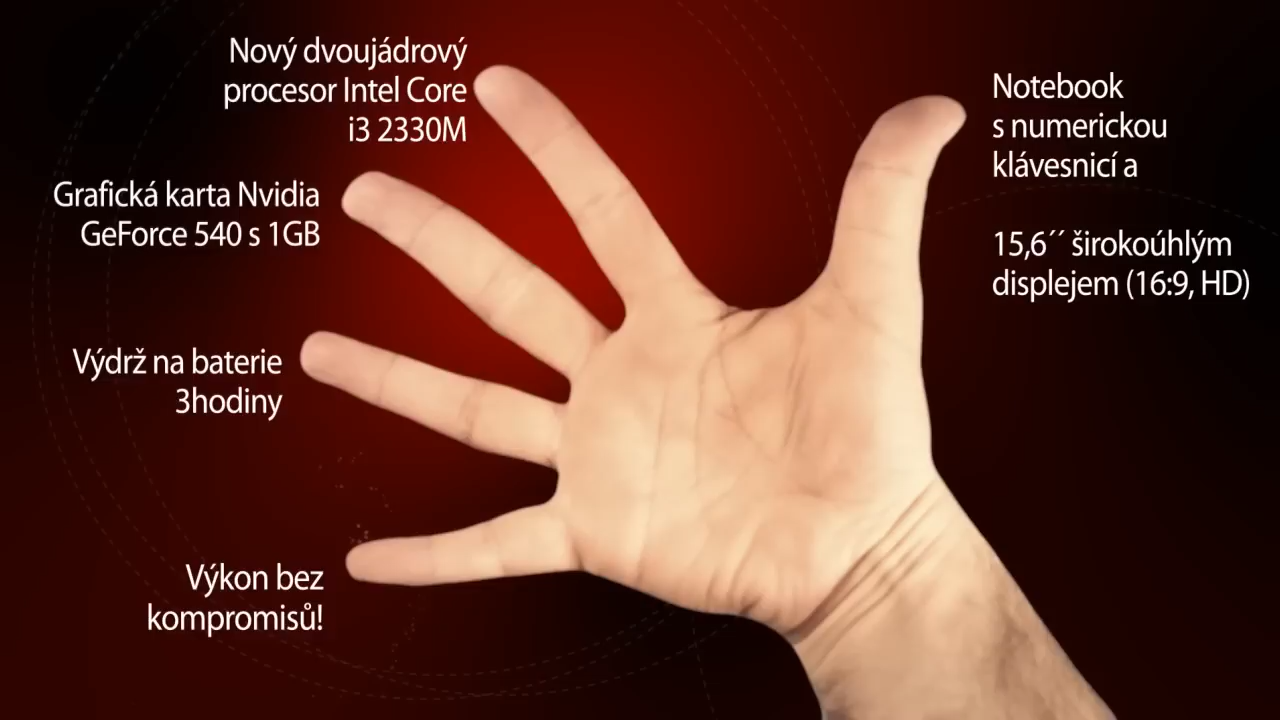 Nový dvoujádrový
procesor Intel Core
i3 2330M
Grafická karta Nvidia
GeForce 540 s 1GB
Výdrž na baterie
3hodiny
Výkon bez
kompromisů!
Notebook
s numerickou
klávesnicí a
15,6´´ širokoúhlým
displejem (16:9, HD)